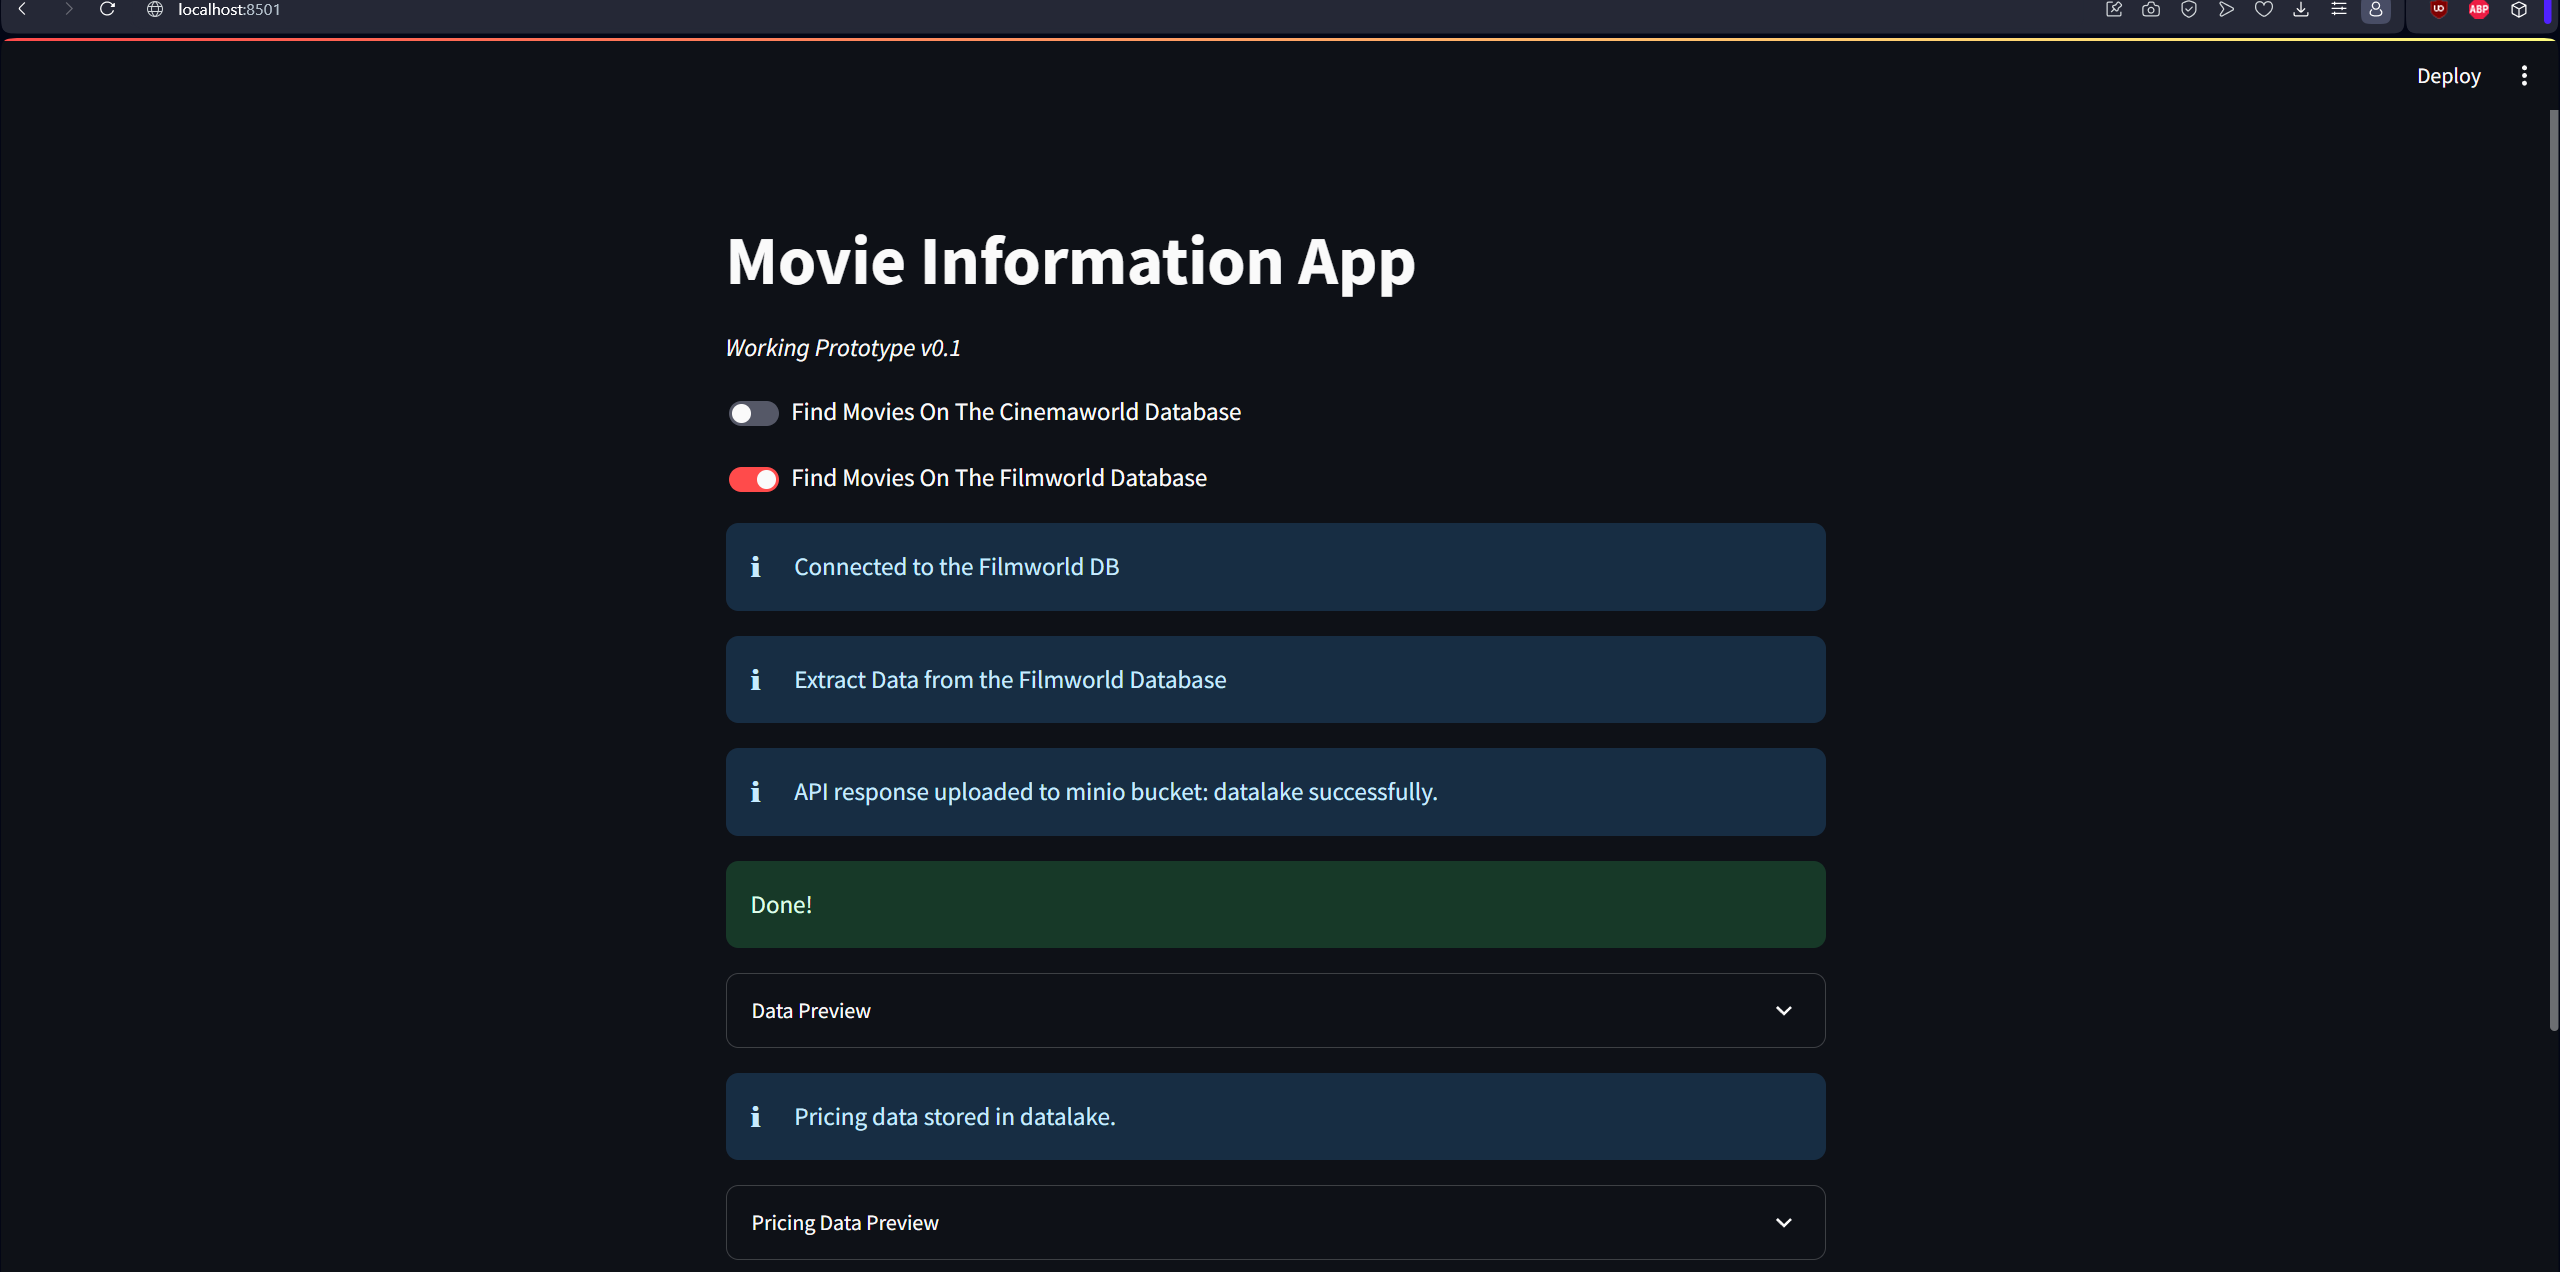 localhost:8501
UO
ABP
Deploy
Movie Information App
Working Prototype v0.1
Find Movies On The Cinemaworld Database
Find Movies On The Filmworld Database
Connected to the Filmworld DB
Extract Data from the Filmworld Database
API response uploaded to minio bucket: datalake successfully.
Done!
Data Preview
Pricing data stored in datalake.
Pricing Data Preview